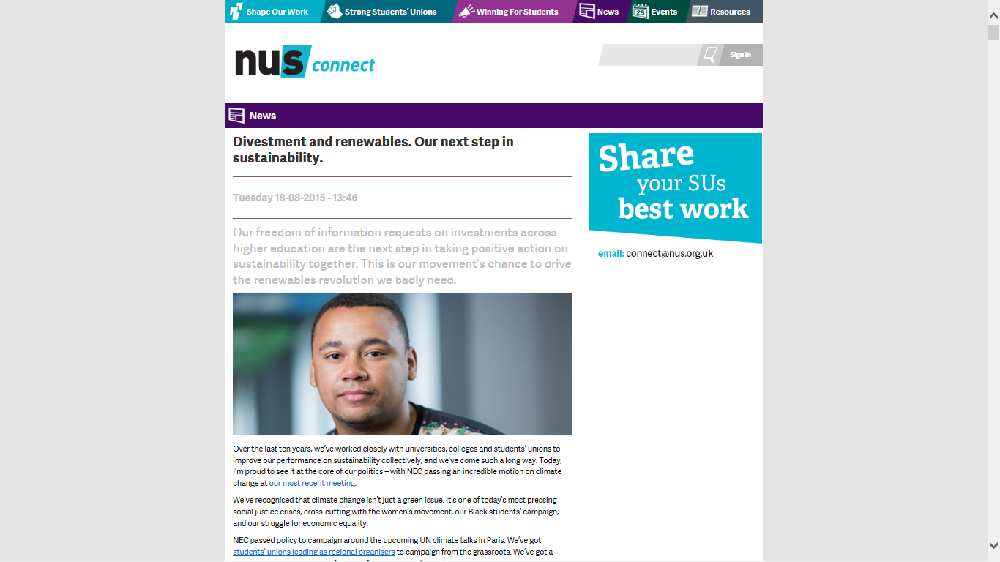 Shape Our Work
Strong Students' Unions
Winning For Students
News
25
Events
Resources
nus connect
Sign in
News
Divestment and renewables. Our next step in
sustainability.
Tuesday 18-08-2015 - 13:46
Our freedom of information requests on investments across
higher education are the next step in taking positive action on
sustainability together. This is our movement's chance to drive
the renewables revolution we badly need.
Over the last ten years, we've worked closely with universities, colleges and students' unions to
improve our performance on sustainability collectively, and we've come such a long way. Today,
I'm proud to see it at the core of our politics – with NEC passing an incredible motion on climate
change at our most recent meeting.
We've recognised that climate change isn't just a green issue. It's one of today's most pressing
social justice crises, cross-cutting with the women's movement, our Black students' campaign,
and our struggle for economic equality.
NEC passed policy to campaign around the upcoming UN climate talks in Paris. We've got
students' unions leading as regional organisers to campaign from the grassroots. We've got a
Share
your SUs
best work
email: connect@nus.org.uk